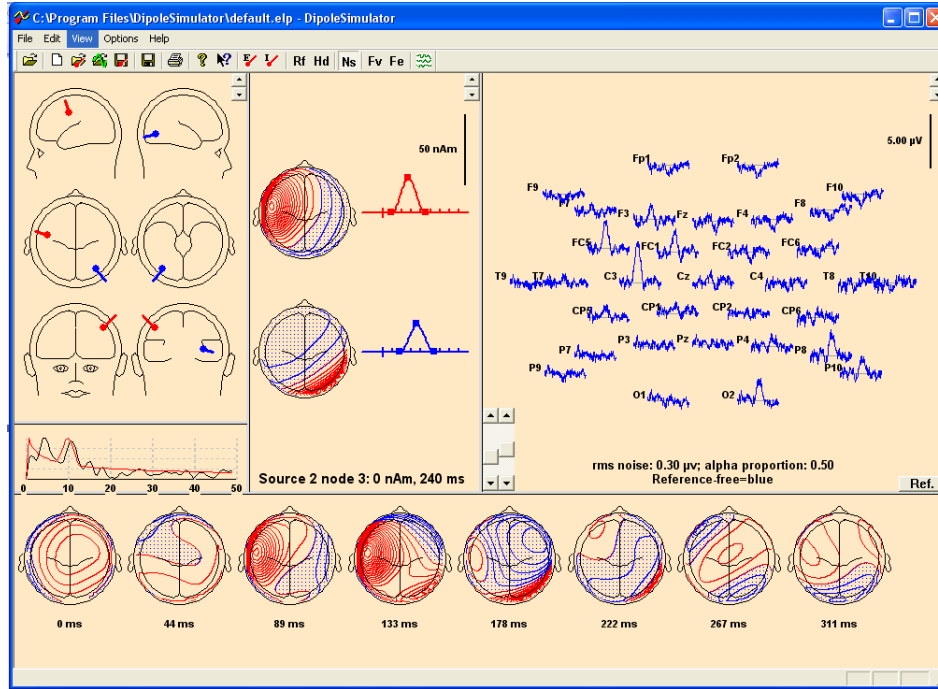 C:\Program Files\DipoleSimulator\default.elp - DipoleSimulator
File Edit View Options Help
E I Rf Hd Ns Fv Fe
50 nAm
5.00 µV
Fp1 Fp2
F9 F10
F7 F3 Fz F4 F8
FC5 FC1 FC2 FC6
T9 T7 C3 Cz C4 T8 T10
CP5 CP1 CP2 CP6
P7 P3 Pz P4 P8
P9 P10
O1 O2
0 10 20 30 40 50
Source 2 node 3: 0 nAm, 240 ms
rms noise: 0.30 µv; alpha proportion: 0.50
Reference-free=blue
Ref.
0 ms 44 ms 89 ms 133 ms 178 ms 222 ms 267 ms 311 ms